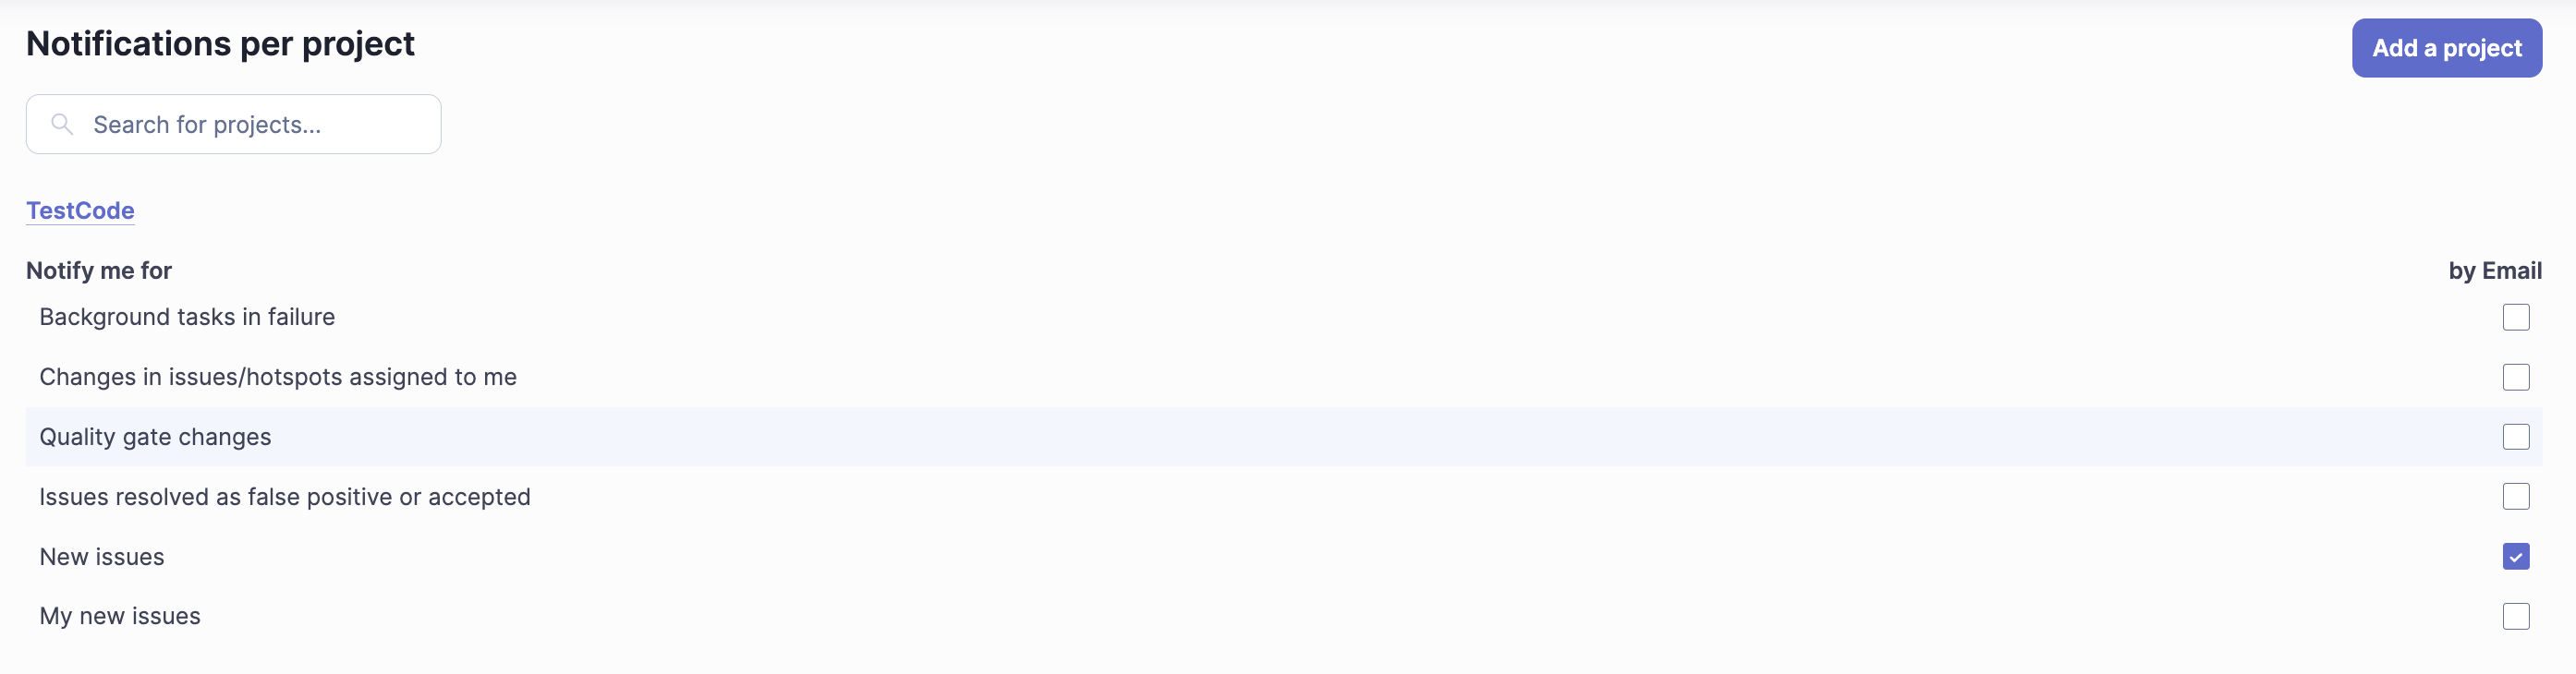 Notifications per project
Add a project
Search for projects...
TestCode
Notify me for
by Email
Background tasks in failure
Changes in issues/hotspots assigned to me
Quality gate changes
Issues resolved as false positive or accepted
New issues
My new issues